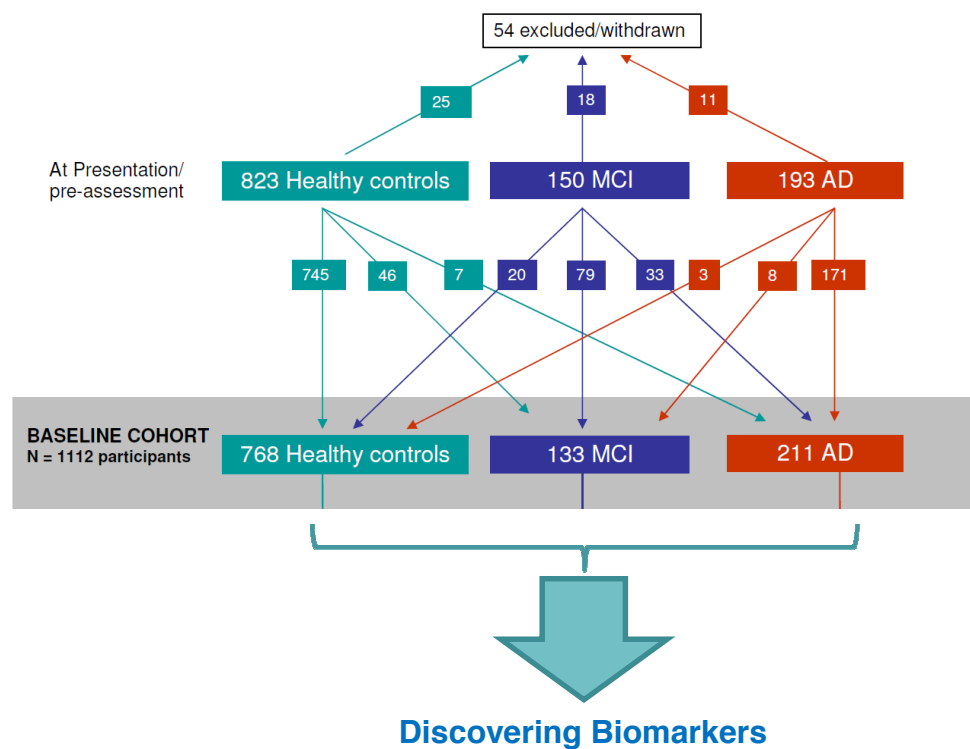 54 excluded/withdrawn
25
18
11
At Presentation/
pre-assessment
823 Healthy controls
150 MCI
193 AD
745
46
7
20
79
33
3
8
171
BASELINE COHORT
N = 1112 participants
768 Healthy controls
133 MCI
211 AD
Discovering Biomarkers